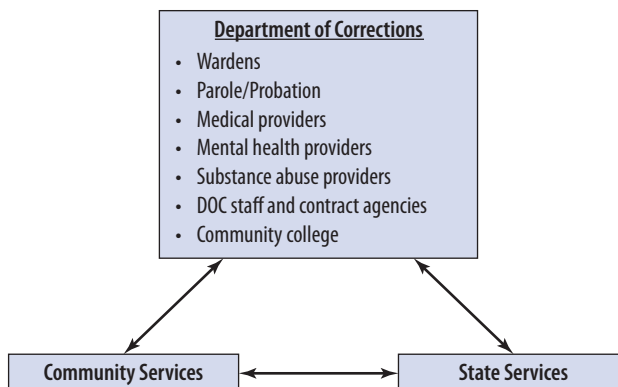 Department of Corrections
• Wardens
• Parole/Probation
• Medical providers
• Mental health providers
• Substance abuse providers
• DOC staff and contract agencies
• Community college
Community Services
State Services